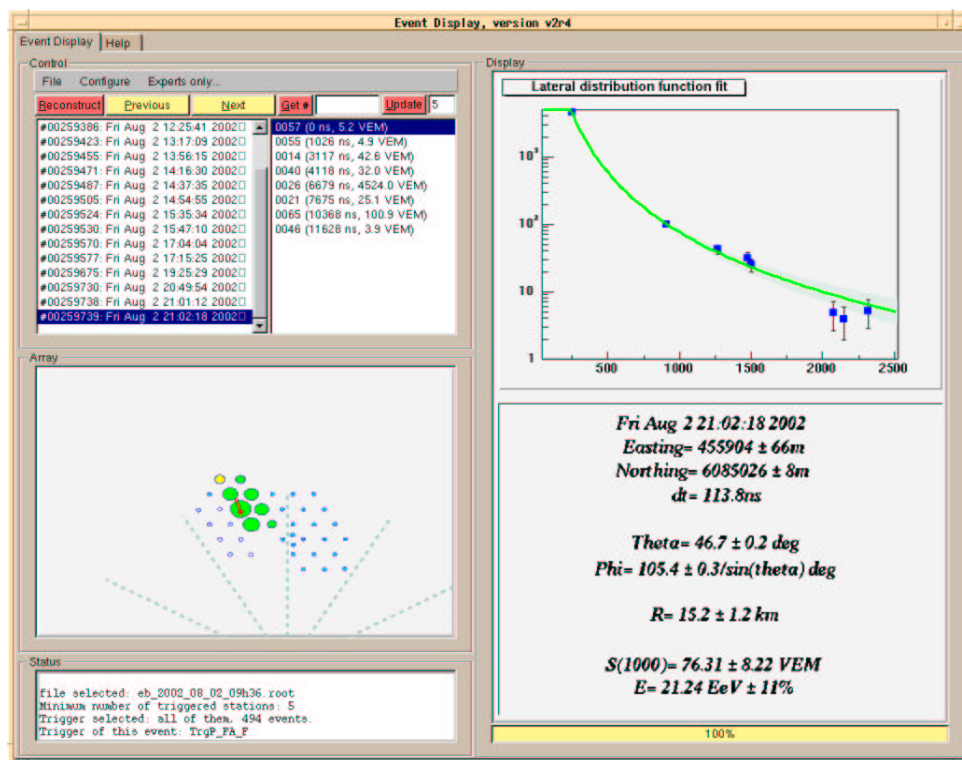 Event Display, version v2r4
Event Display Help
Control
File Configure Experts only...
Reconstruct Previous Next Get # Update 5
#00259386: Fri Aug 2 12:25:41 2002
#00259423: Fri Aug 2 13:17:09 2002
#00259455: Fri Aug 2 13:56:15 2002
#00259471: Fri Aug 2 14:16:30 2002
#00259487: Fri Aug 2 14:37:35 2002
#00259505: Fri Aug 2 14:54:55 2002
#00259524: Fri Aug 2 15:35:34 2002
#00259530: Fri Aug 2 15:47:10 2002
#00259570: Fri Aug 2 17:04:04 2002
#00259577: Fri Aug 2 17:15:25 2002
#00259675: Fri Aug 2 19:25:29 2002
#00259730: Fri Aug 2 20:49:54 2002
#00259738: Fri Aug 2 21:01:12 2002
#00259739: Fri Aug 2 21:02:18 2002
0057 (0 ns, 5.2 VEM)
0055 (1026 ns, 4.9 VEM)
0014 (3117 ns, 42.6 VEM)
0040 (4118 ns, 32.0 VEM)
0026 (6679 ns, 4524.0 VEM)
0021 (7675 ns, 25.1 VEM)
0065 (10368 ns, 100.9 VEM)
0046 (11628 ns, 3.9 VEM)
Array
Status
file selected: eb_2002_08_02_09h36.root
Minimum number of triggered stations: 5
Trigger selected: all of them, 494 events.
Trigger of this event: TrgP_FA_F
Display
Lateral distribution function fit
10³
10²
10
1
500 1000 1500 2000 2500
Fri Aug 2 21:02:18 2002
Easting= 455904 ± 66m
Northing= 6085026 ± 8m
dt= 113.8ns
Theta= 46.7 ± 0.2 deg
Phi= 105.4 ± 0.3/sin(theta) deg
R= 15.2 ± 1.2 km
S(1000)= 76.31 ± 8.22 VEM
E= 21.24 EeV ± 11%
100%